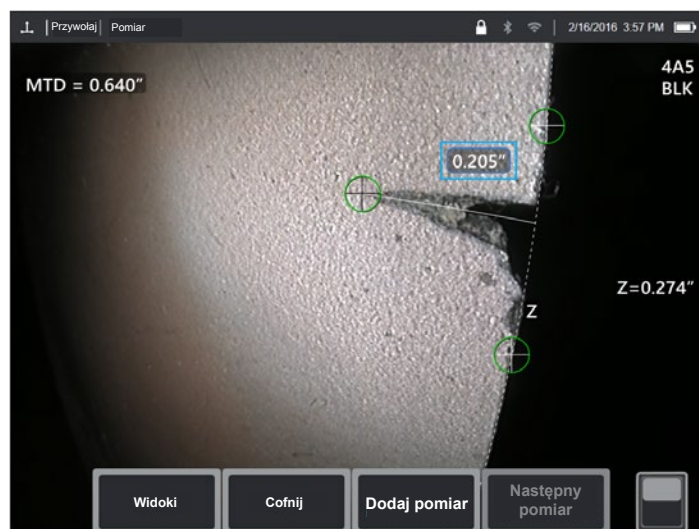 Przywołaj Pomiar
2/16/2016 3:57 PM
MTD = 0.640"
4A5
BLK
0.205"
Z=0.274"
Z
Widoki
Cofnij
Dodaj pomiar
Następny
pomiar